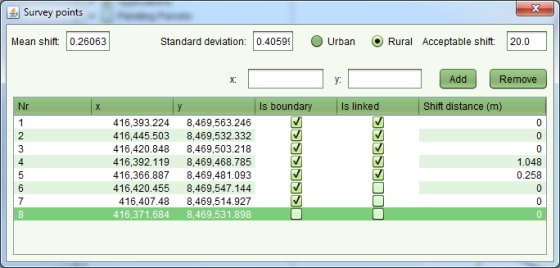 Survey points
Mean shift: 0.26063 Standard deviation: 0.40599 Urban Rural Acceptable shift: 20.0
x: y: Add Remove
Nr x y Is boundary Is linked Shift distance (m)
1 416,393.224 8,469,563.246 0
2 416,445.503 8,469,532.332 0
3 416,420.848 8,469,503.218 0
4 416,392.119 8,469,468.785 1.048
5 416,366.887 8,469,481.093 0.258
6 416,420.455 8,469,547.144 0
7 416,407.48 8,469,514.927 0
8 416,371.684 8,469,531.898 0